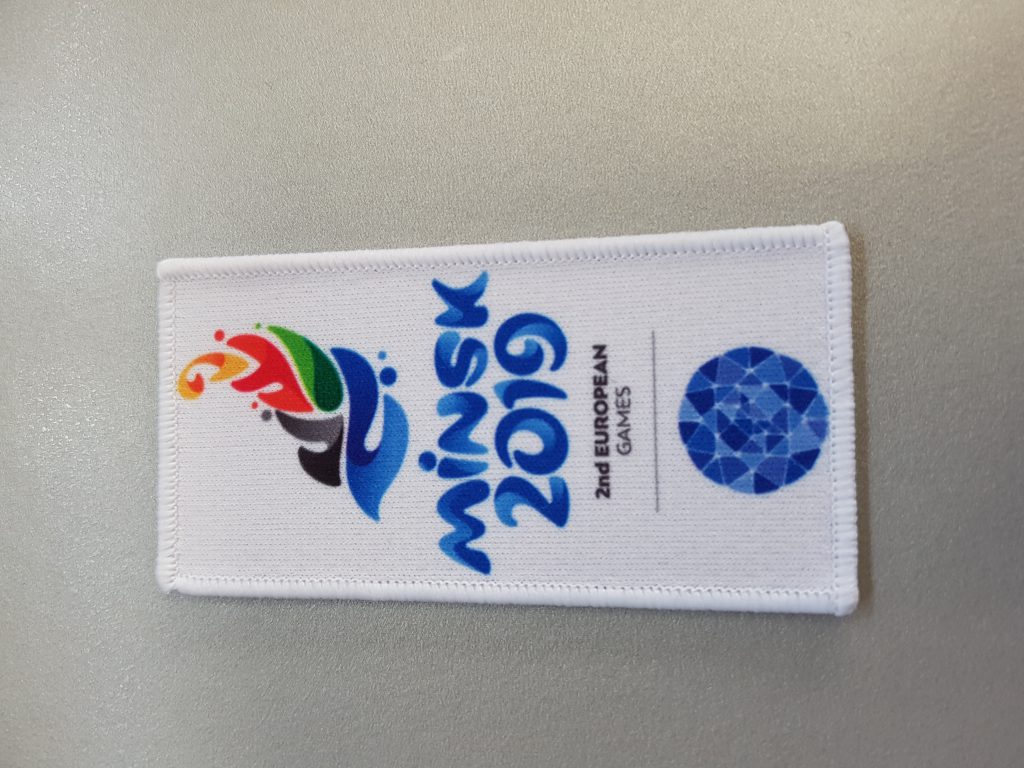 MiNSK
2019
2nd EUROPEAN
GAMES